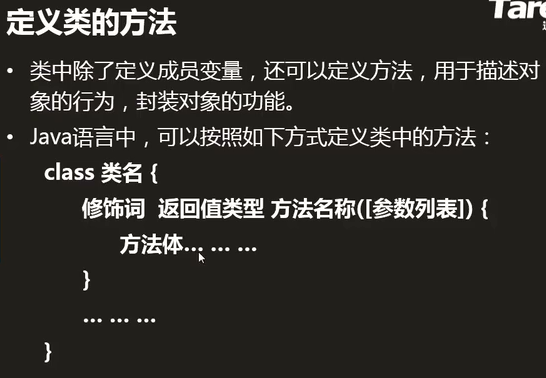 Tare
定义类的方法
• 类中除了定义成员变量，还可以定义方法，用于描述对
象的行为，封装对象的功能。
• Java语言中，可以按照如下方式定义类中的方法：
class 类名 {
修饰词 返回值类型 方法名称([参数列表]) {
方法体… … …
}
… … …
}